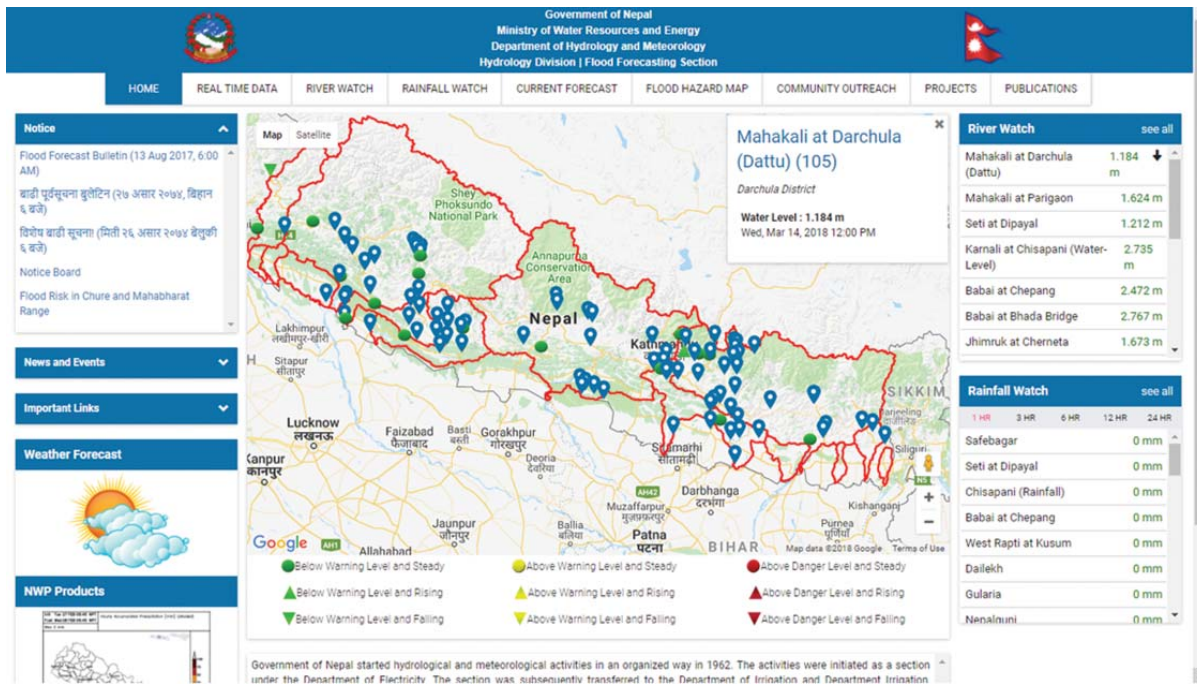 Government of Nepal
Ministry of Water Resources and Energy
Department of Hydrology and Meteorology
Hydrology Division | Flood Forecasting Section
HOME
REAL TIME DATA
RIVER WATCH
RAINFALL WATCH
CURRENT FORECAST
FLOOD HAZARD MAP
COMMUNITY OUTREACH
PROJECTS
PUBLICATIONS
Notice
Flood Forecast Bulletin (13 Aug 2017, 6:00
AM)
बाढी पूर्वसूचना बुलेटिन (२७ असार २०७४, बिहान
६ बजे)
विशेष बाढी सूचना! (मिती २६ असार २०७४ बेलुकी
६ बजे)
Notice Board
Flood Risk in Chure and Mahabharat
Range
News and Events
Important Links
Weather Forecast
NWP Products
Map Satellite
Shey
Phoksundo
National Park
Annapurna
Conservation
Area
Nepal
Kathmandu
Lakhimpur
लखीमपुर-खीरी
Sitapur
सीतापुर
Lucknow
लखनऊ
Faizabad
फैजाबाद
Basti
बस्ती
Gorakhpur
गोरखपुर
Deoria
देवरिया
Kanpur
कानपुर
Jaunpur
जौनपुर
Ballia
बलिया
Allahabad
AH1
AH42
Sitamarhi
सीतामढ़ी
Darbhanga
दरभंगा
Muzaffarpur
मुज़फ़्फ़रपुर
Patna
पटना
BIHAR
Kishanganj
Purnea
पूर्णिया
SIKKIM
Darjeeling
Siliguri
Google
Map data ©2018 Google
Terms of Use
Mahakali at Darchula
(Dattu) (105)
Darchula District
Water Level : 1.184 m
Wed, Mar 14, 2018 12:00 PM
Below Warning Level and Steady
Above Warning Level and Steady
Above Danger Level and Steady
Below Warning Level and Rising
Above Warning Level and Rising
Above Danger Level and Rising
Below Warning Level and Falling
Above Warning Level and Falling
Above Danger Level and Falling
River Watch see all
Mahakali at Darchula 1.184
(Dattu) m
Mahakali at Parigaon 1.624 m
Seti at Dipayal 1.212 m
Karnali at Chisapani (Water- 2.735
Level) m
Babai at Chepang 2.472 m
Babai at Bhada Bridge 2.767 m
Jhimruk at Cherneta 1.673 m
Rainfall Watch see all
1 HR 3 HR 6 HR 12 HR 24 HR
Safebagar 0 mm
Seti at Dipayal 0 mm
Chisapani (Rainfall) 0 mm
Babai at Chepang 0 mm
West Rapti at Kusum 0 mm
Dailekh 0 mm
Gularia 0 mm
Nepalgunj 0 mm
Government of Nepal started hydrological and meteorological activities in an organized way in 1962. The activities were initiated as a section
under the Department of Electricity. The section was subsequently transferred to the Department of Irrigation and Department Irrigation